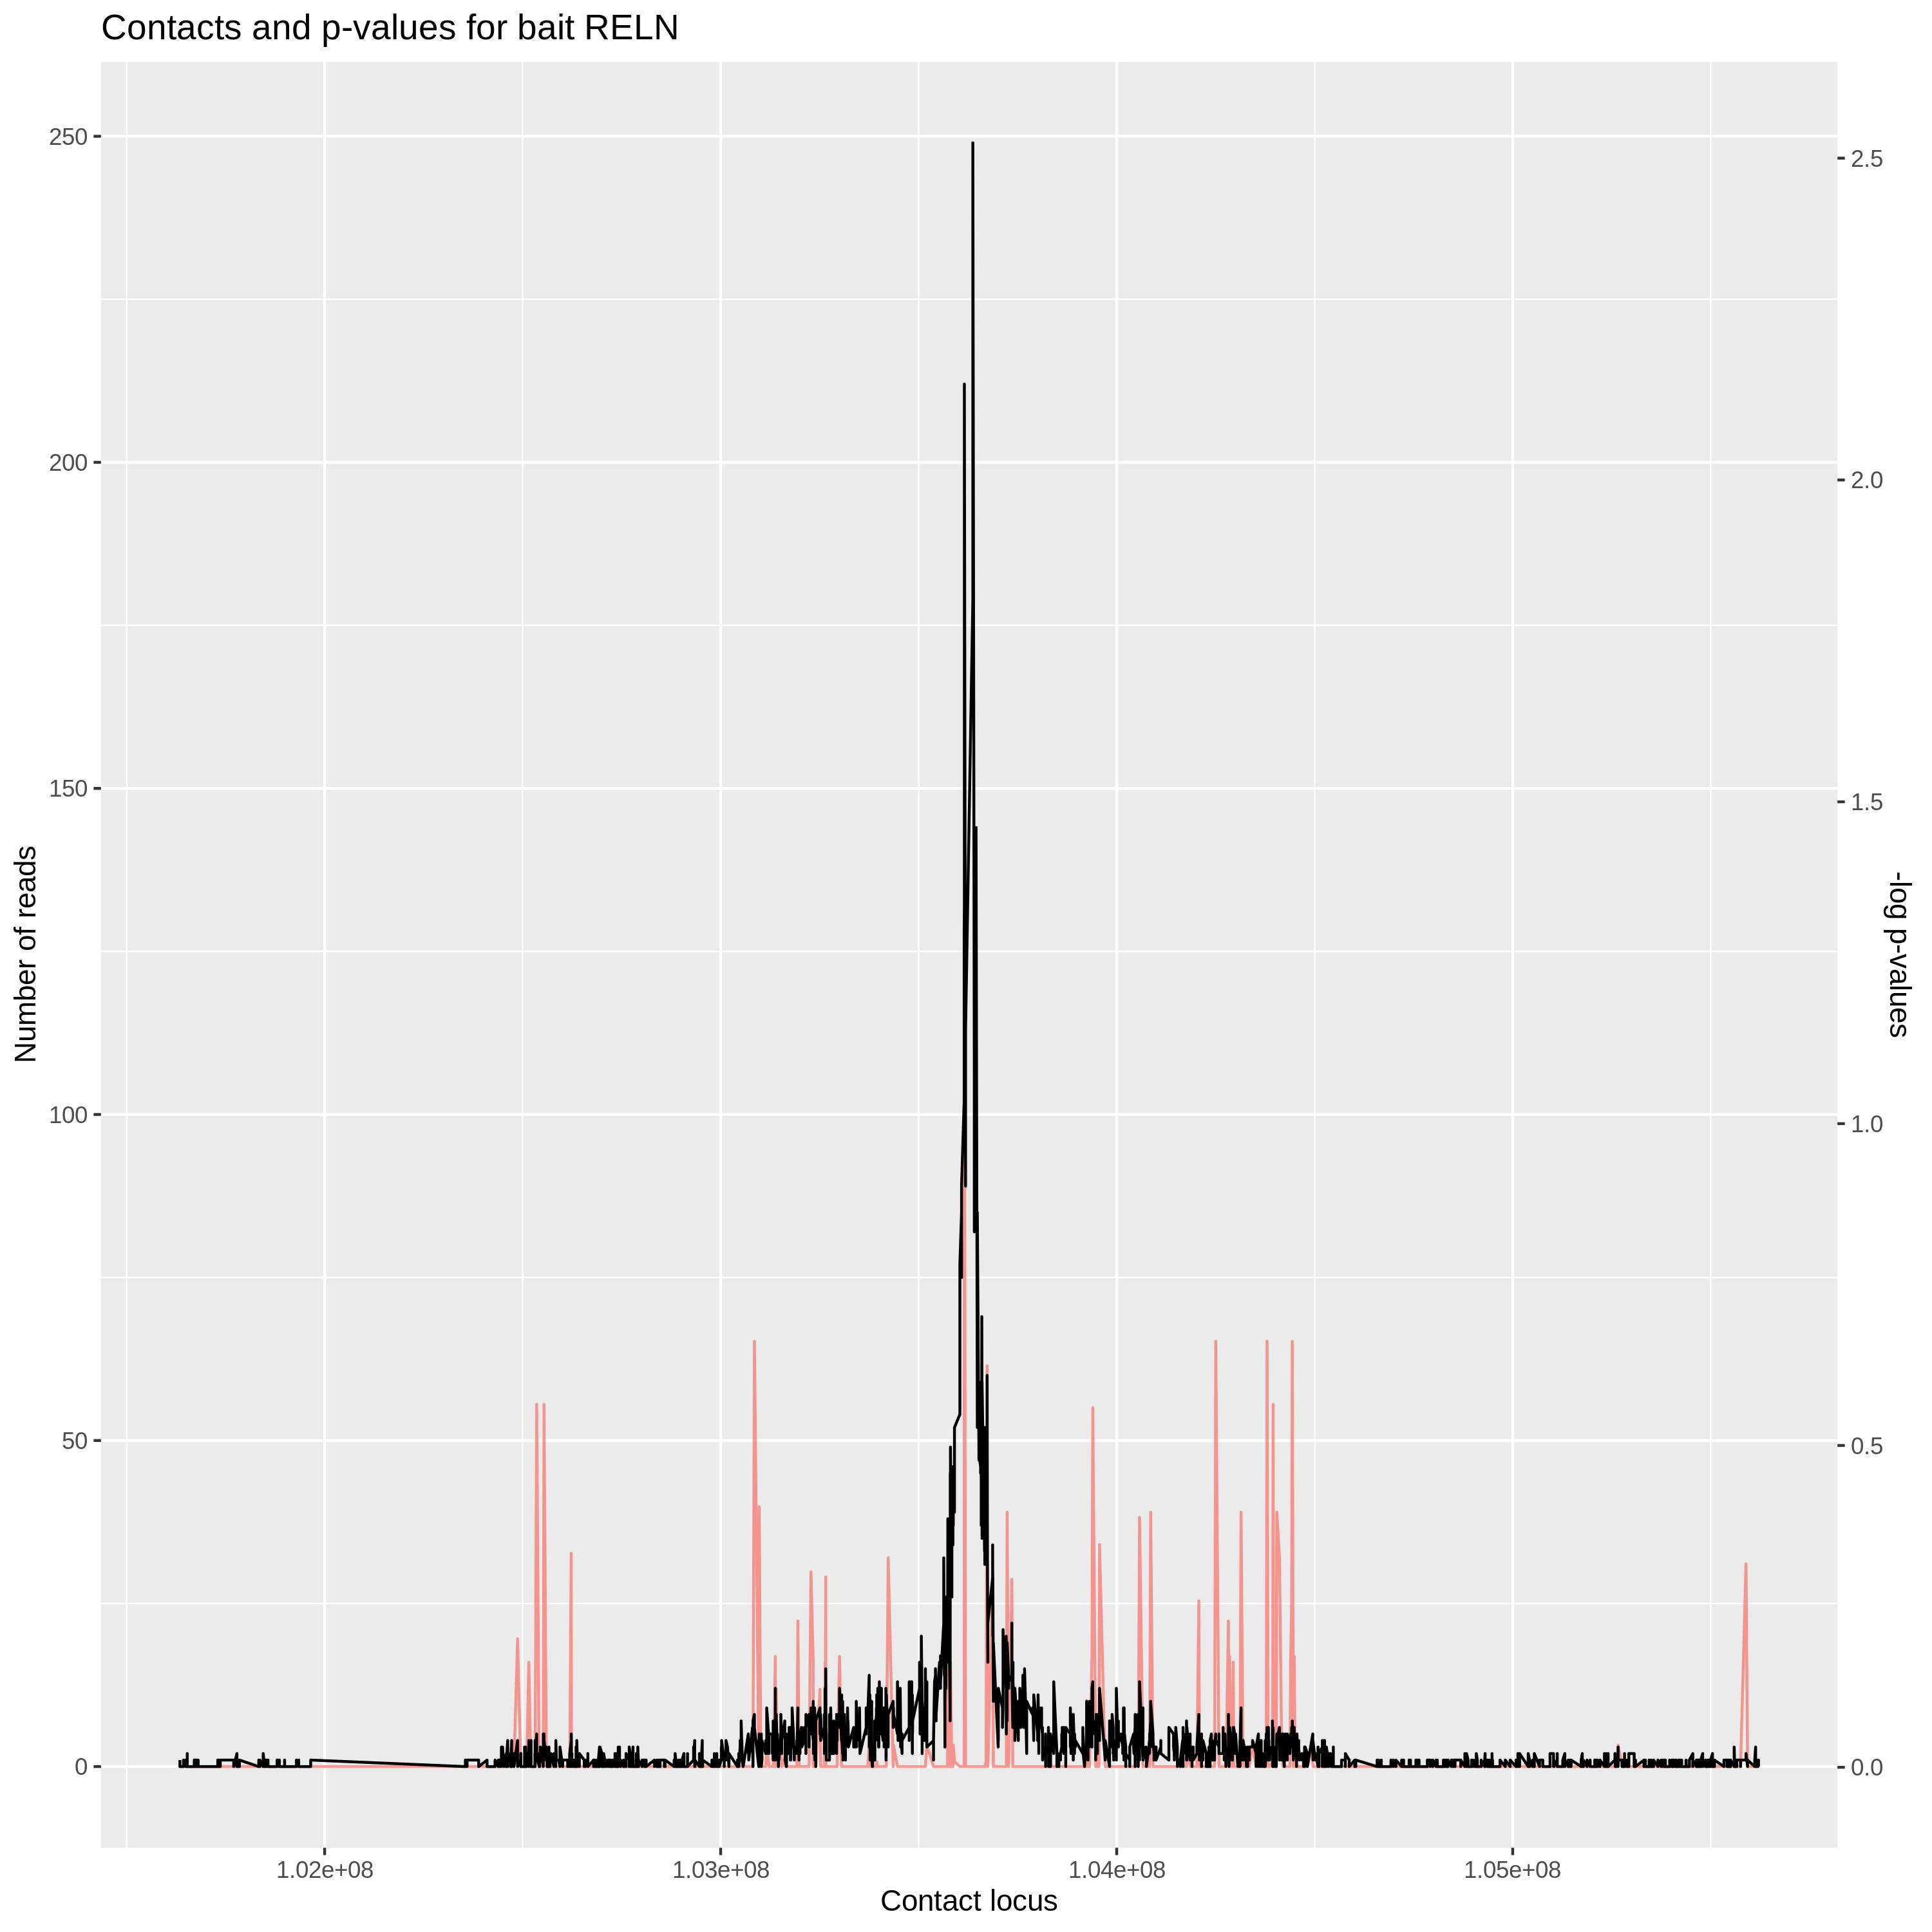 Contacts and p-values for bait RELN
250
200
150
100
50
0
Number of reads
2.5
2.0
1.5
1.0
0.5
0.0
-log p-values
1.02e+08
1.03e+08
1.04e+08
1.05e+08
Contact locus